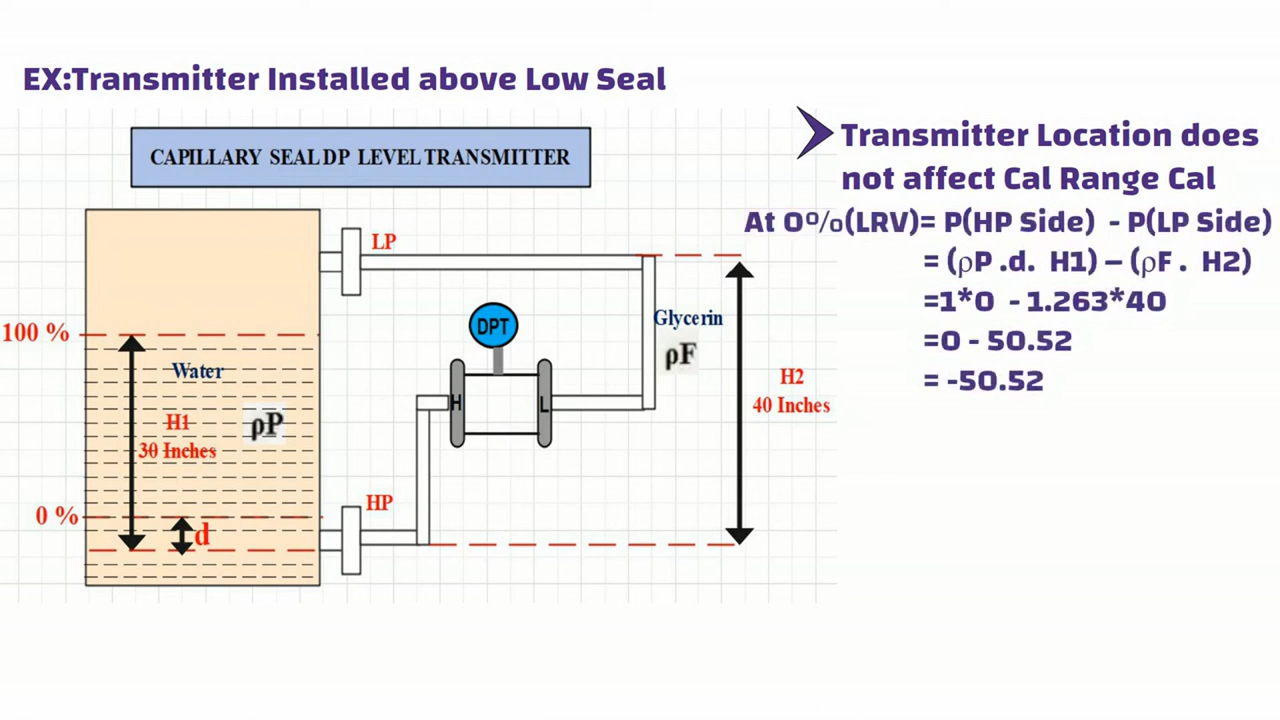 EX:Transmitter Installed above Low Seal
CAPILLARY SEAL DP LEVEL TRANSMITTER
LP
100 %
Water
H1
30 Inches
ρP
0 %
d
HP
DPT
H
L
Glycerin
ρF
H2
40 Inches
Transmitter Location does
not affect Cal Range Cal
At 0%(LRV)= P(HP Side) - P(LP Side)
= (ρP .d. H1) – (ρF . H2)
=1*0 - 1.263*40
=0 - 50.52
= -50.52